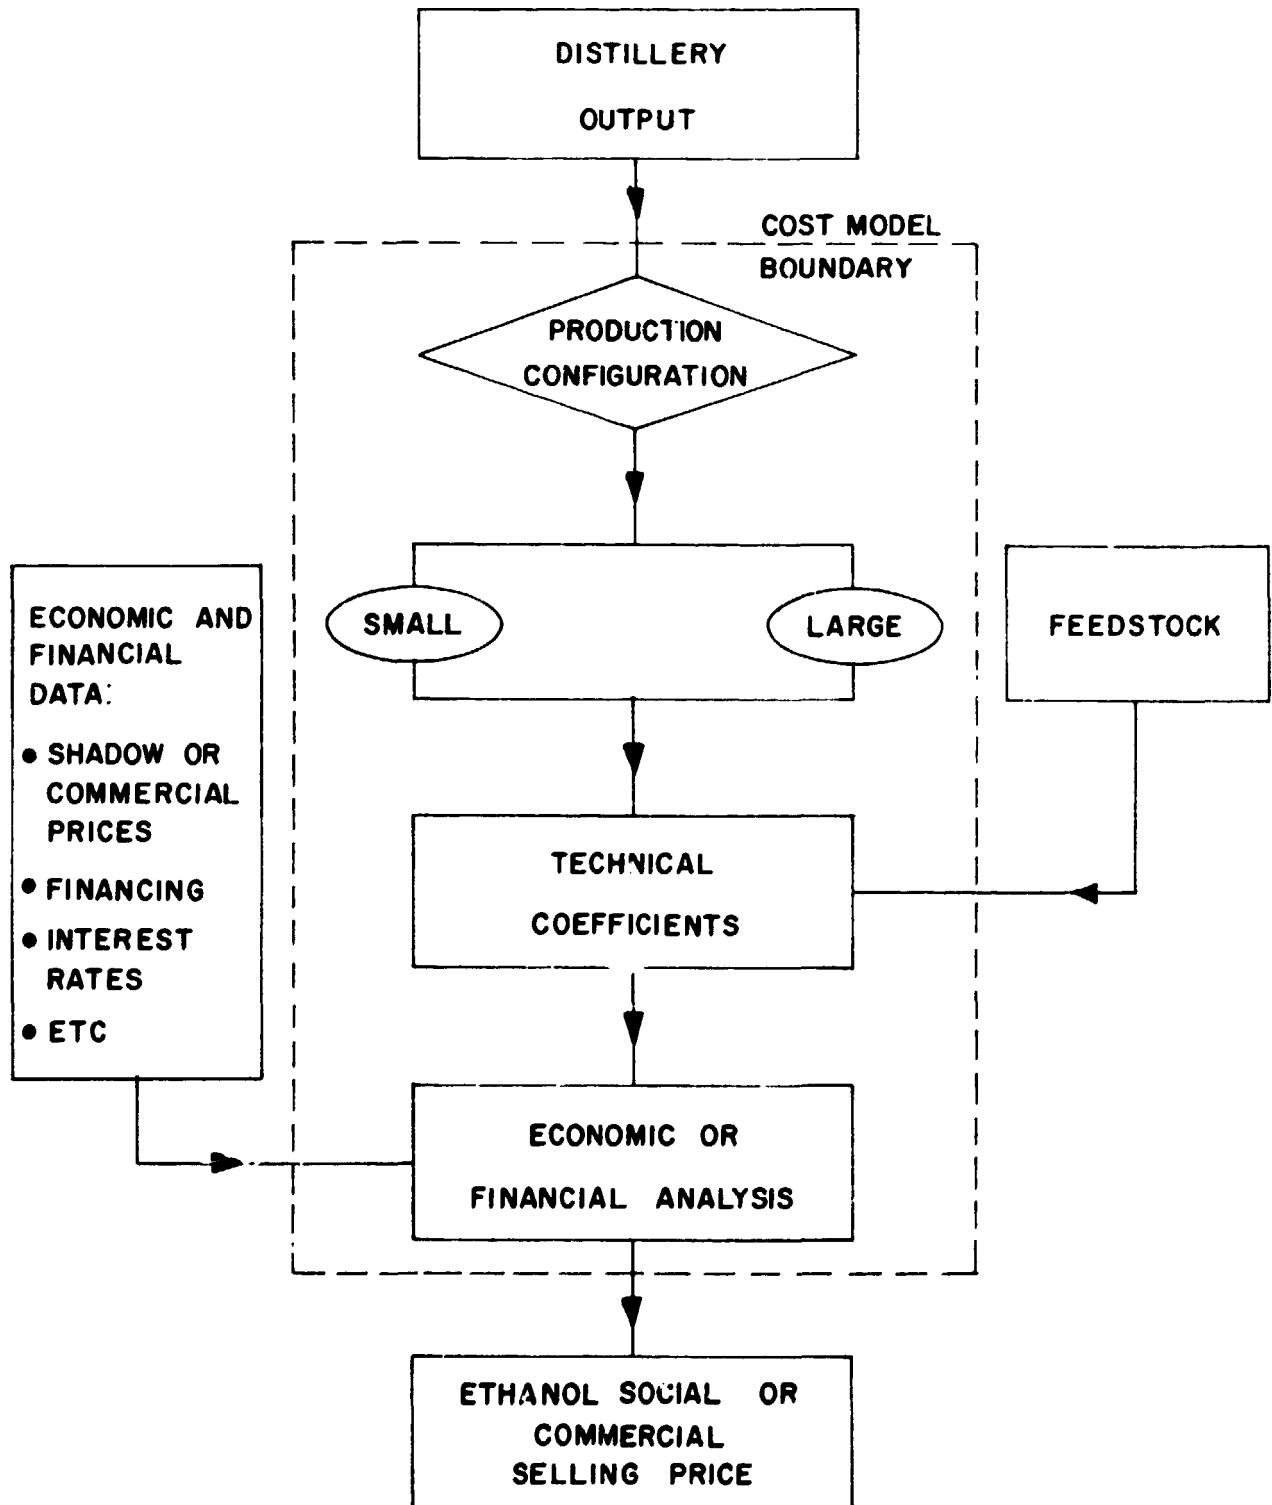 DISTILLERY
OUTPUT
COST MODEL
BOUNDARY
PRODUCTION
CONFIGURATION
SMALL
LARGE
FEEDSTOCK
ECONOMIC AND
FINANCIAL
DATA:
• SHADOW OR
COMMERCIAL
PRICES
• FINANCING
• INTEREST
RATES
• ETC
TECHNICAL
COEFFICIENTS
ECONOMIC OR
FINANCIAL ANALYSIS
ETHANOL SOCIAL OR
COMMERCIAL
SELLING PRICE